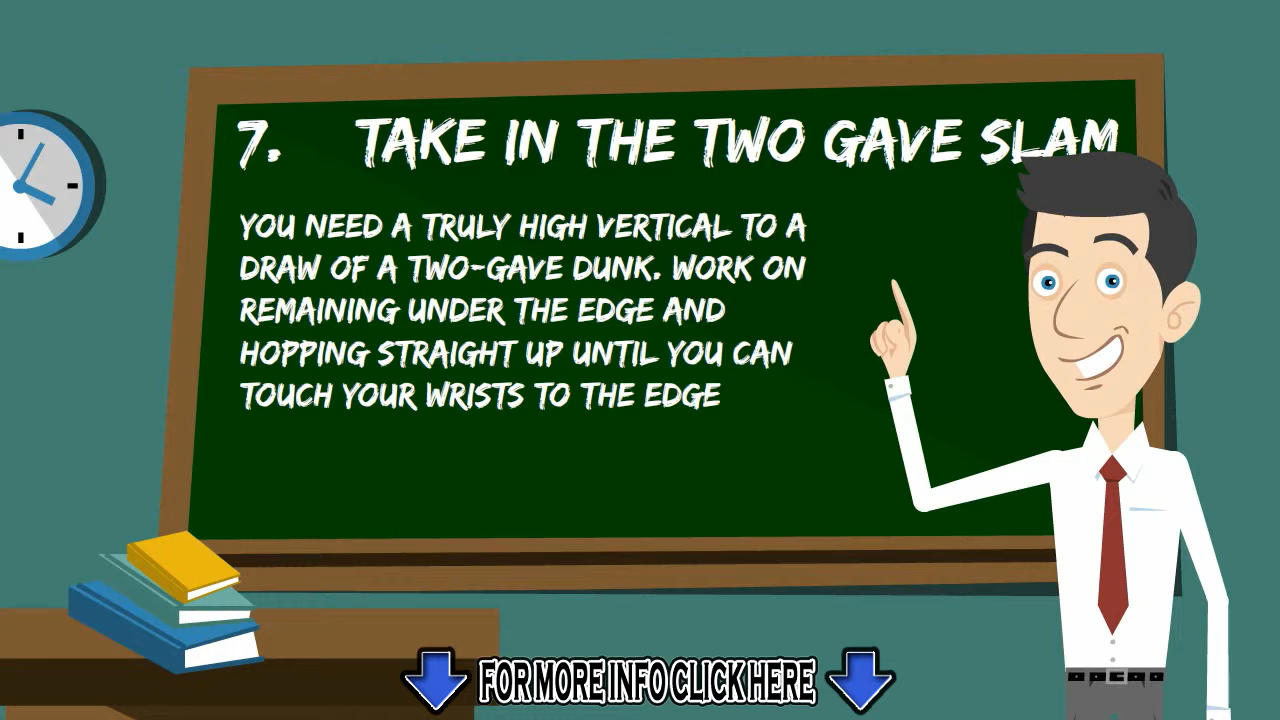 7. TAKE IN THE TWO GAVE SLAM
YOU NEED A TRULY HIGH VERTICAL TO A
DRAW OF A TWO-GAVE DUNK. WORK ON
REMAINING UNDER THE EDGE AND
HOPPING STRAIGHT UP UNTIL YOU CAN
TOUCH YOUR WRISTS TO THE EDGE
FOR MORE INFO CLICK HERE